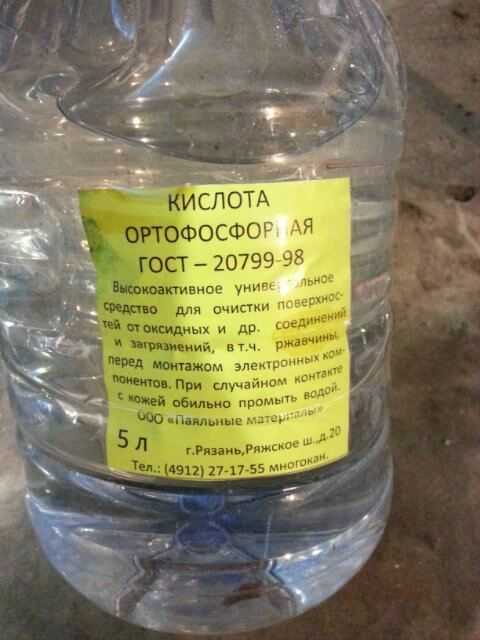 КИСЛОТА
ОРТОФОСФОРНАЯ
ГОСТ – 20799-98
Высокоактивное универсальное
средство для очистки поверхнос-
тей от оксидных и др. соединений
и загрязнений, в т.ч. ржавчины,
перед монтажом электронных ком-
понентов. При случайном контакте
с кожей обильно промыть водой.
ООО «Паяльные материалы»
5 л г.Рязань,Ряжское ш.,д.20
Тел.: (4912) 27-17-55 многокан.